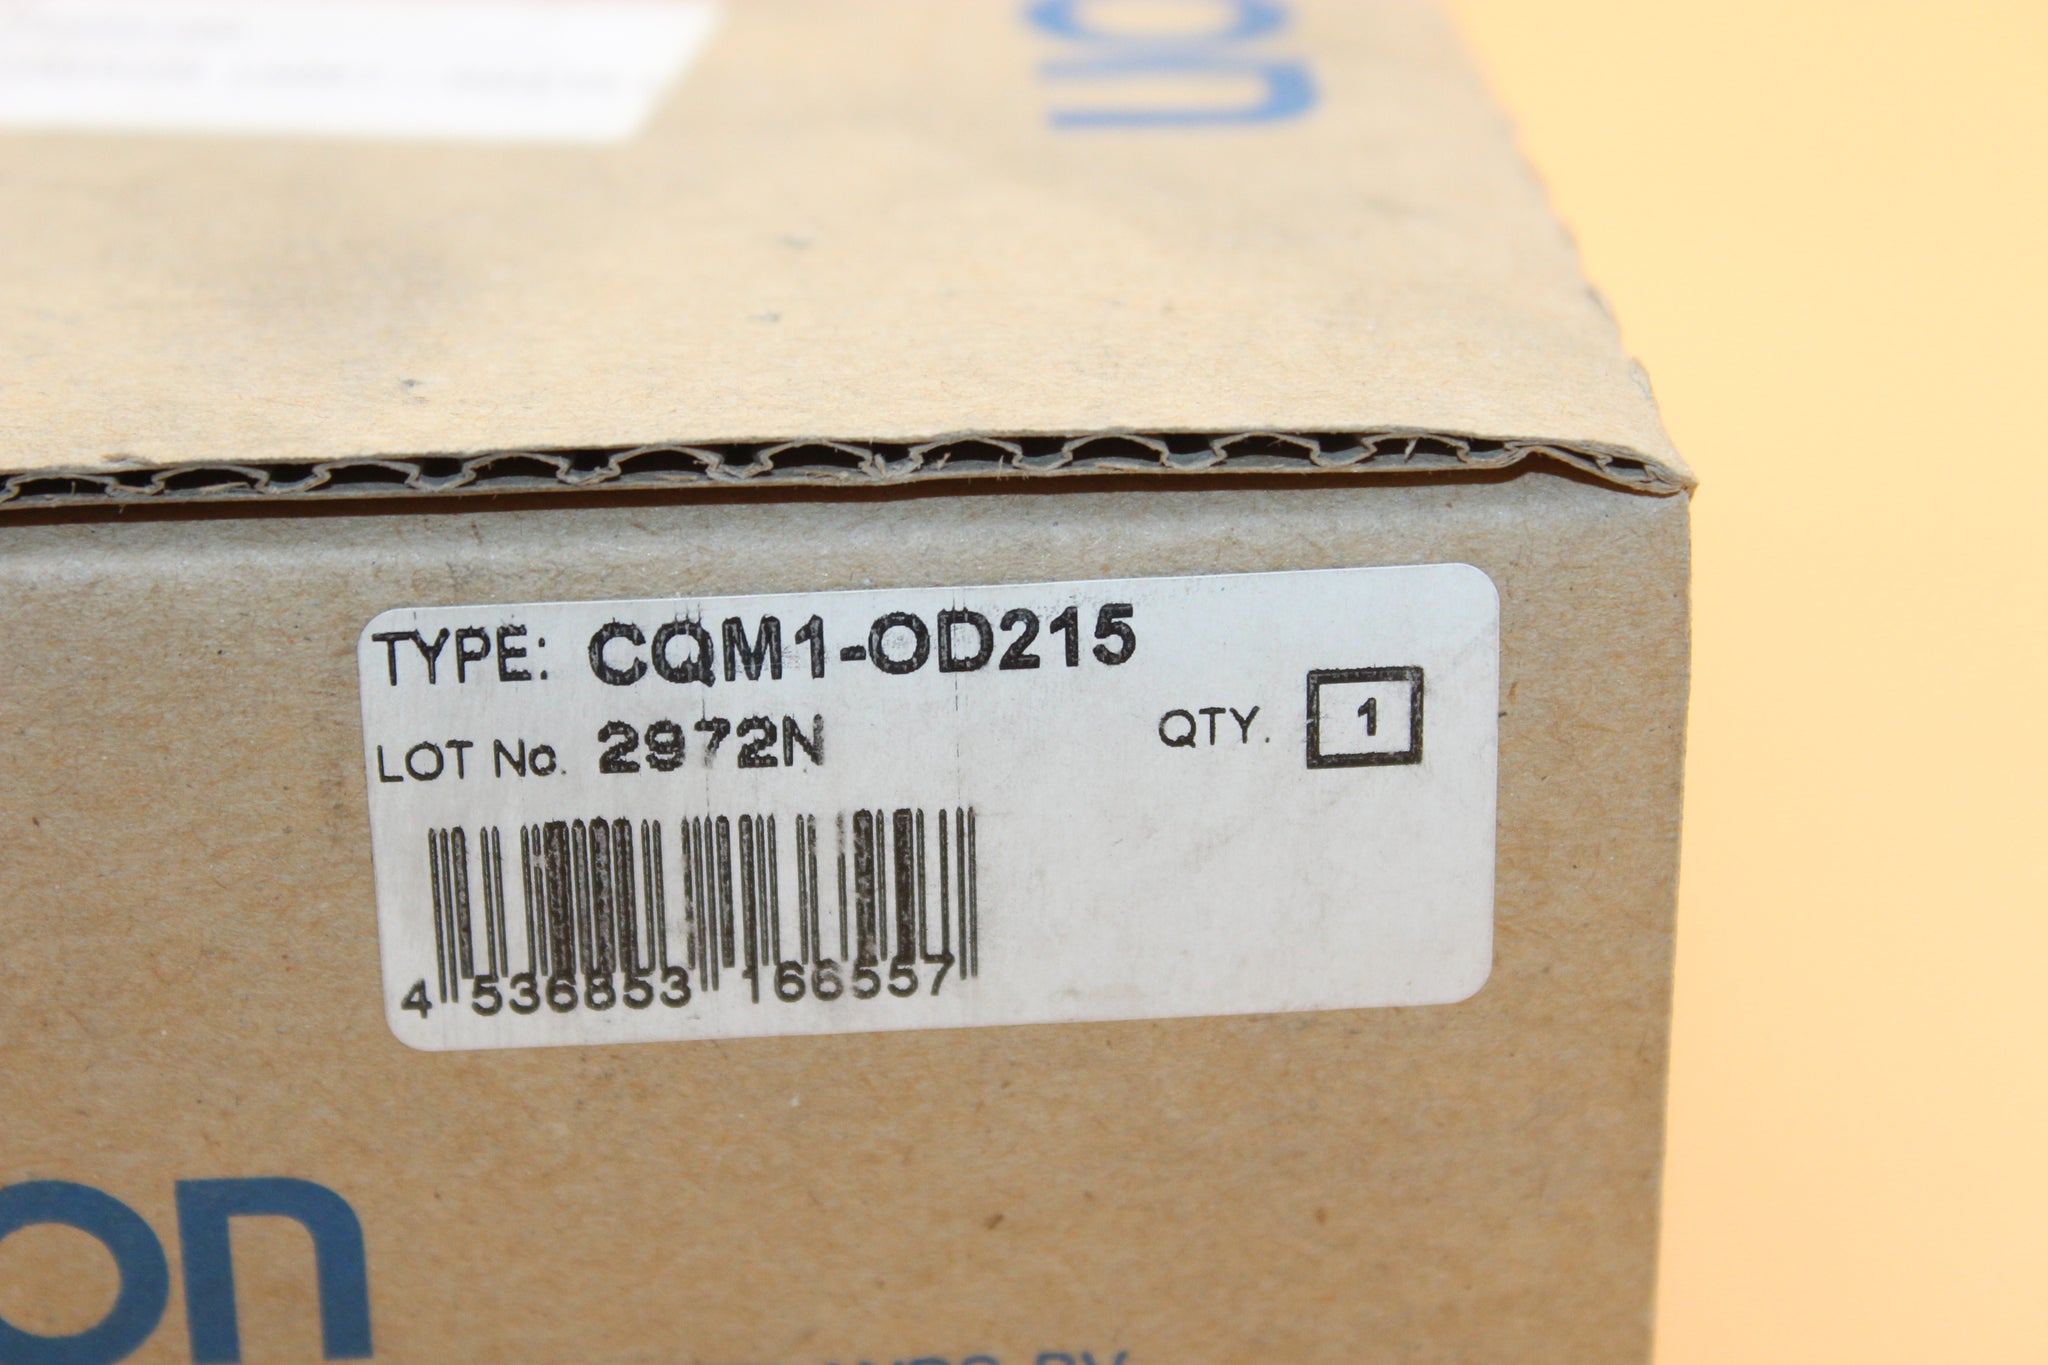 on
TYPE: CQM1-OD215
LOT No. 2972N
QTY. 1
4 536853 166557
on